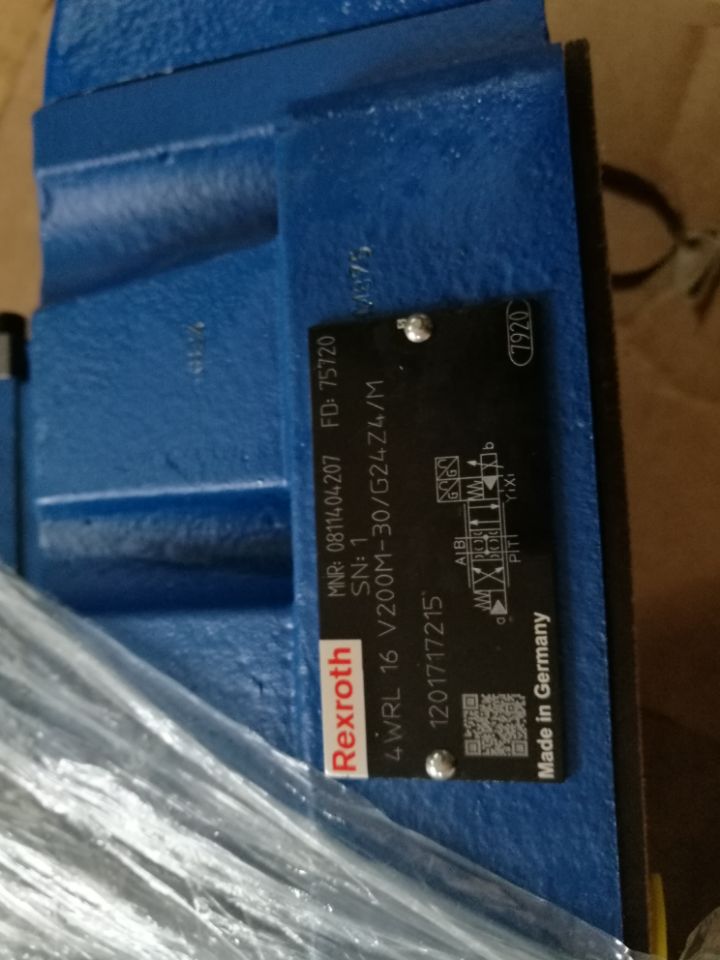 Rexroth
MNR: 0811404207 FD: 75720
SN: 1
4WRL 16 V200M-30/G24Z4/M
1201717215
A B
a
b
P T
Y X
G G
Made in Germany
7920